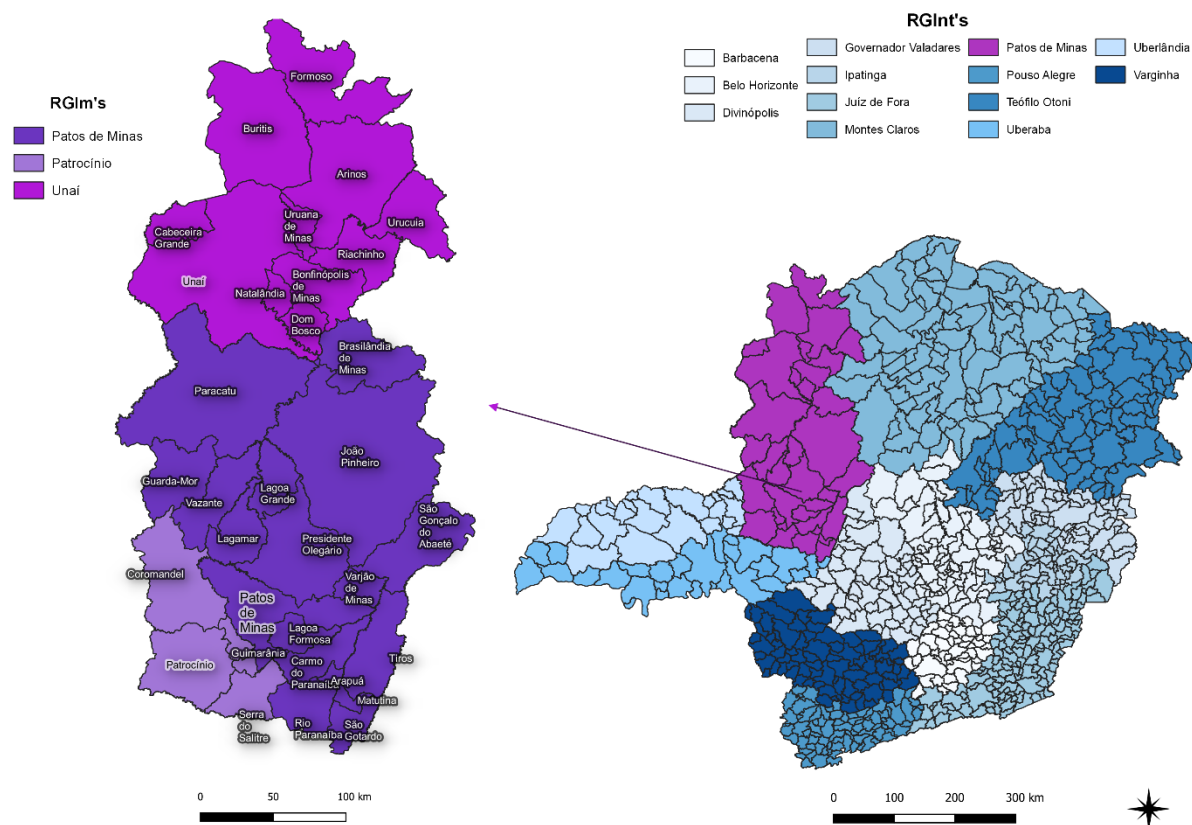 RGIm's
Patos de Minas
Patrocínio
Unaí
Formoso
Buritis
Arinos
Urucuia
Uruana
de
Minas
Cabeceira
Grande
Riachinho
Unaí
Bonfinópolis
de
Minas
Natalândia
Dom
Bosco
Brasilândia
de
Minas
Paracatu
João
Pinheiro
Guarda-Mor
Vazante
Lagoa
Grande
São
Gonçalo
do
Abaeté
Lagamar
Presidente
Olegário
Coromandel
Varjão
de
Minas
Patos
de
Minas
Lagoa
Formosa
Guimarânia
Patrocínio
Carmo
do
Paranaíba
Tiros
Arapuá
Matutina
Serra
do
Salitre
Rio
Paranaíba
São
Gotardo
0 50 100 km
RGInt's
Barbacena
Belo Horizonte
Divinópolis
Governador Valadares
Ipatinga
Juíz de Fora
Montes Claros
Patos de Minas
Pouso Alegre
Teófilo Otoni
Uberaba
Uberlândia
Varginha
0 100 200 300 km